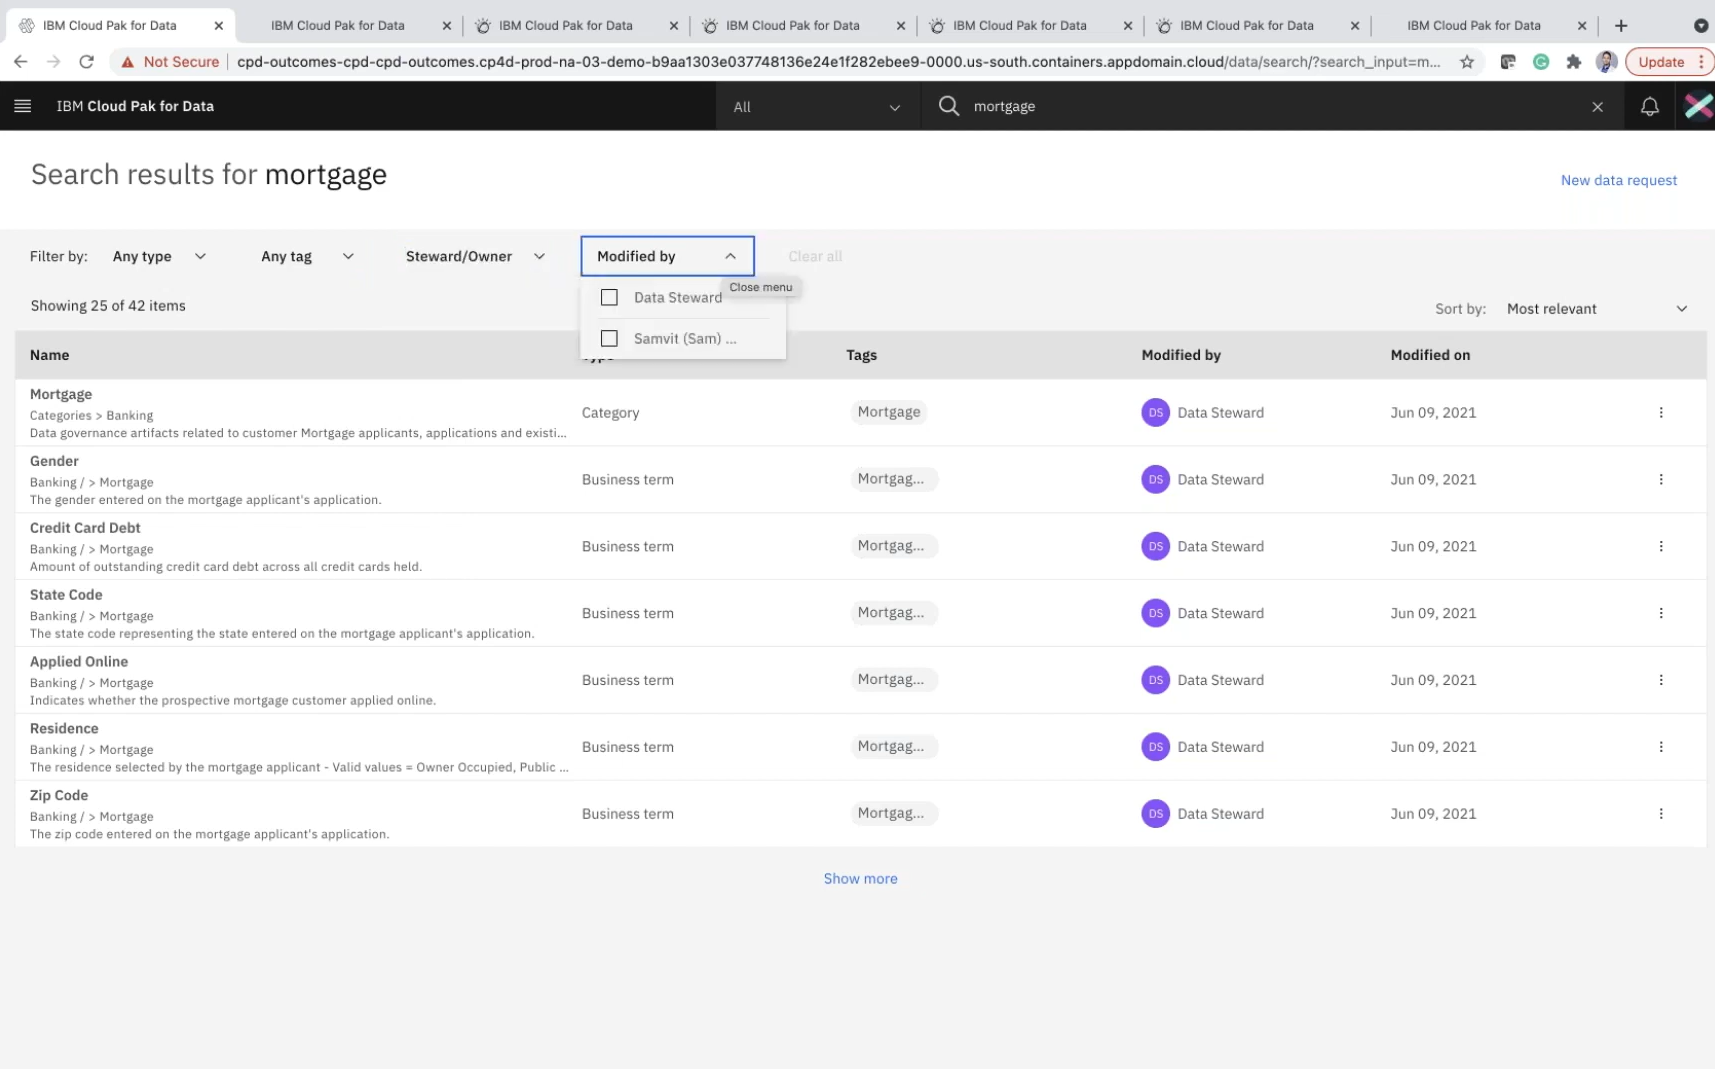 IBM Cloud Pak for Data
IBM Cloud Pak for Data
IBM Cloud Pak for Data
IBM Cloud Pak for Data
IBM Cloud Pak for Data
IBM Cloud Pak for Data
IBM Cloud Pak for Data
Not Secure
cpd-outcomes-cpd-cpd-outcomes.cp4d-prod-na-03-demo-b9aa1303e037748136e24e1f282ebee9-0000.us-south.containers.appdomain.cloud/data/search/?search_input=m...
Update
IBM Cloud Pak for Data
All
mortgage
Search results for mortgage
New data request
Filter by:
Any type
Any tag
Steward/Owner
Modified by
Clear all
Close menu
Data Steward
Samvit (Sam) ...
Showing 25 of 42 items
Sort by:
Most relevant
Name
Tags
Modified by
Modified on
Mortgage
Categories > Banking
Data governance artifacts related to customer Mortgage applicants, applications and existi...
Category
Mortgage
DS
Data Steward
Jun 09, 2021
Gender
Banking / > Mortgage
The gender entered on the mortgage applicant's application.
Business term
Mortgag...
DS
Data Steward
Jun 09, 2021
Credit Card Debt
Banking / > Mortgage
Amount of outstanding credit card debt across all credit cards held.
Business term
Mortgag...
DS
Data Steward
Jun 09, 2021
State Code
Banking / > Mortgage
The state code representing the state entered on the mortgage applicant's application.
Business term
Mortgag...
DS
Data Steward
Jun 09, 2021
Applied Online
Banking / > Mortgage
Indicates whether the prospective mortgage customer applied online.
Business term
Mortgag...
DS
Data Steward
Jun 09, 2021
Residence
Banking / > Mortgage
The residence selected by the mortgage applicant - Valid values = Owner Occupied, Public ...
Business term
Mortgag...
DS
Data Steward
Jun 09, 2021
Zip Code
Banking / > Mortgage
The zip code entered on the mortgage applicant's application.
Business term
Mortgag...
DS
Data Steward
Jun 09, 2021
Show more